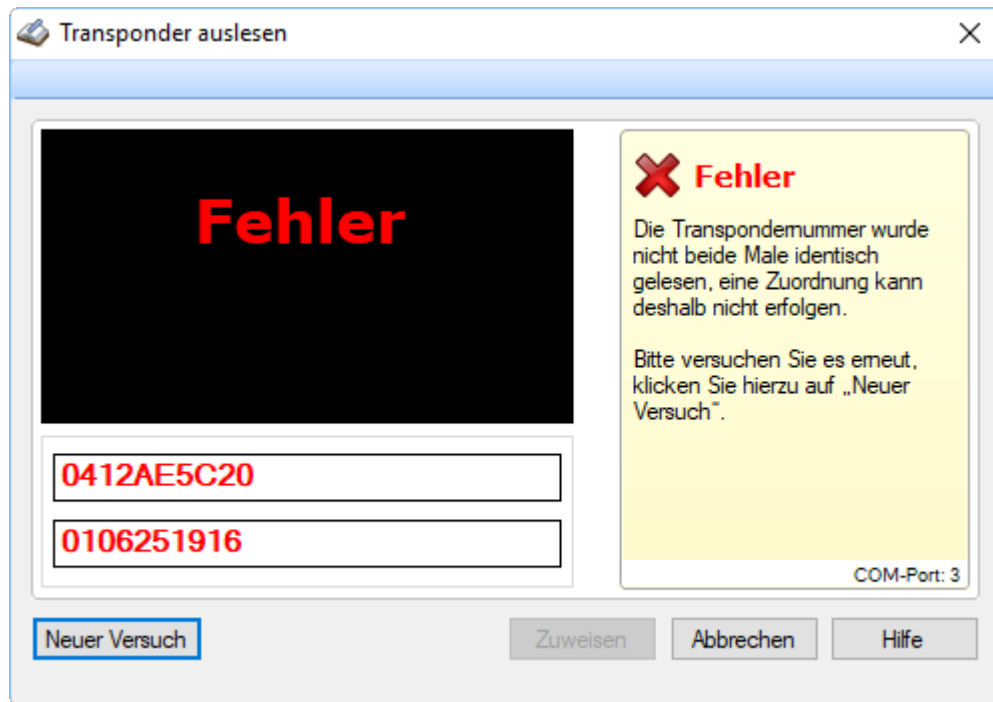 Transponder auslesen
Fehler
0412AE5C20
0106251916
Fehler
Die Transpondernummer wurde
nicht beide Male identisch
gelesen, eine Zuordnung kann
deshalb nicht erfolgen.
Bitte versuchen Sie es erneut,
klicken Sie hierzu auf „Neuer
Versuch“.
COM-Port: 3
Neuer Versuch
Zuweisen
Abbrechen
Hilfe